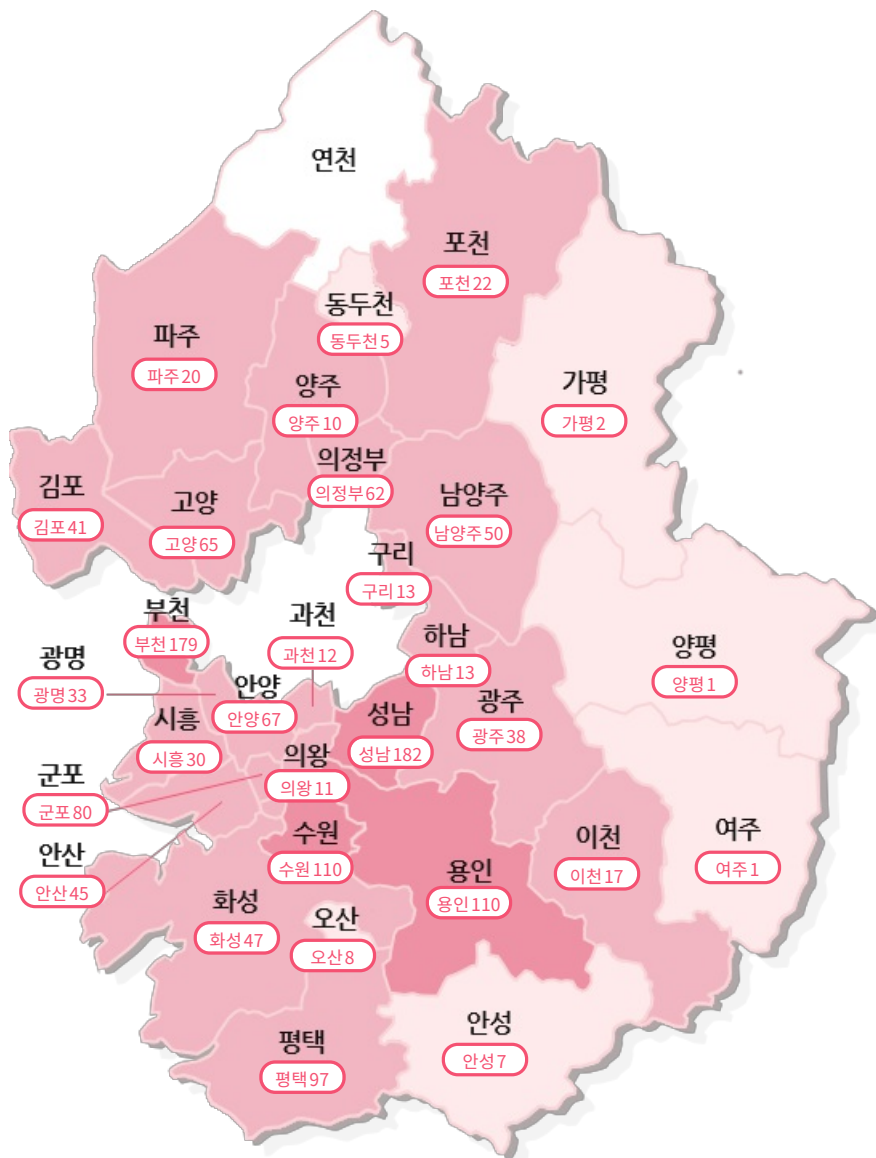 연천
포천
포천22
동두천
동두천5
파주
파주20
양주
양주10
가평
가평2
의정부
의정부62
김포
김포41
고양
고양65
남양주
남양주50
구리
구리13
부천
부천179
과천
과천12
하남
하남13
광명
광명33
안양
안양67
양평
양평1
시흥
시흥30
성남
성남182
광주
광주38
의왕
의왕11
군포
군포80
수원
수원110
이천
이천17
여주
여주1
안산
안산45
용인
용인110
화성
화성47
오산
오산8
안성
안성7
평택
평택97